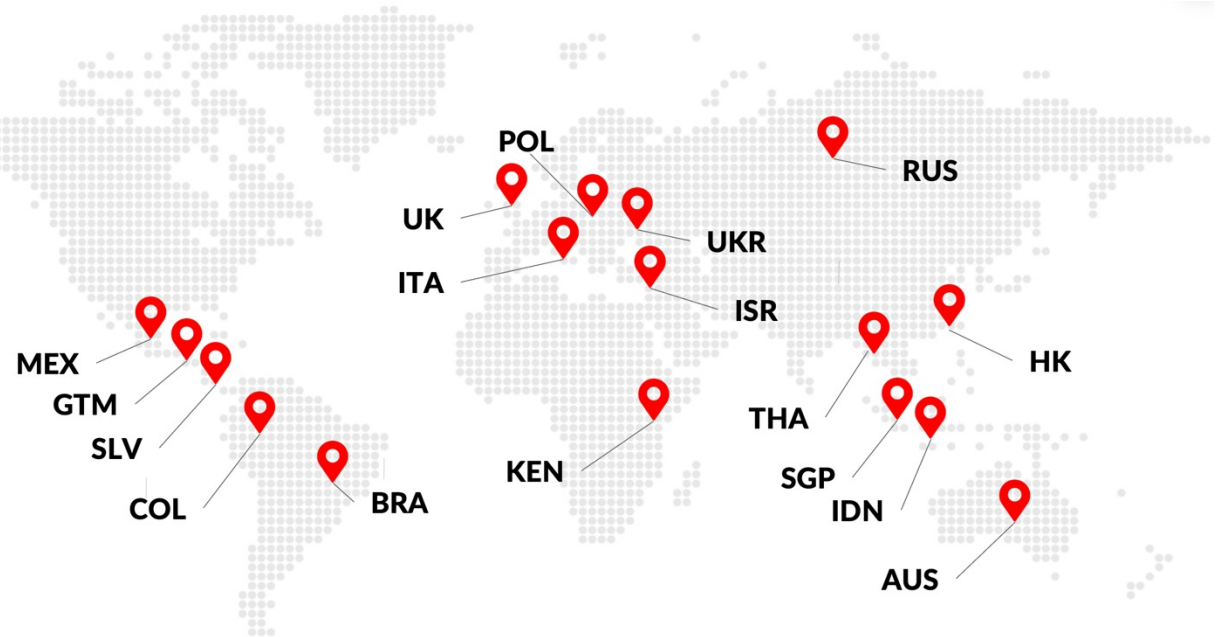 POL
RUS
UK
UKR
ITA
ISR
MEX
HK
GTM
THA
SLV
KEN
SGP
COL
BRA
IDN
AUS